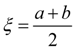 ξ = (a + b) / 2